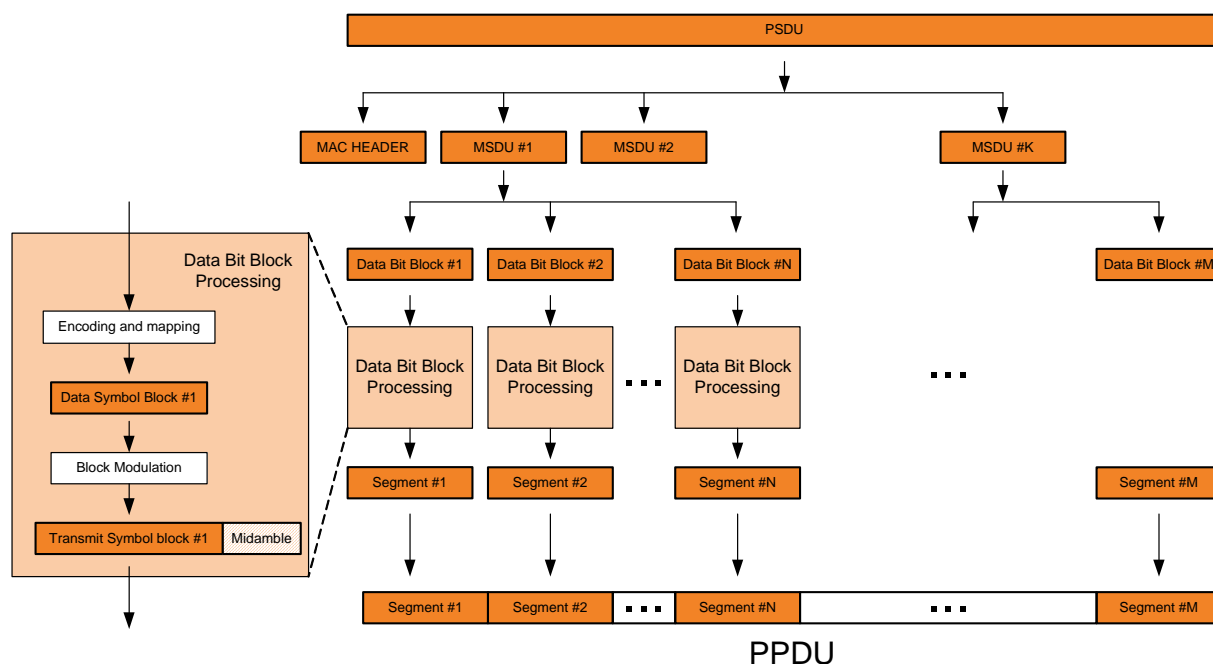 PSDU
MAC HEADER
MSDU #1
MSDU #2
MSDU #K
Data Bit Block #1
Data Bit Block #2
Data Bit Block #N
Data Bit Block #M
Data Bit Block
Processing
Encoding and mapping
Data Symbol Block #1
Block Modulation
Transmit Symbol block #1
Midamble
Data Bit Block
Processing
Data Bit Block
Processing
Data Bit Block
Processing
Segment #1
Segment #2
Segment #N
Segment #M
Segment #1
Segment #2
Segment #N
Segment #M
PPDU